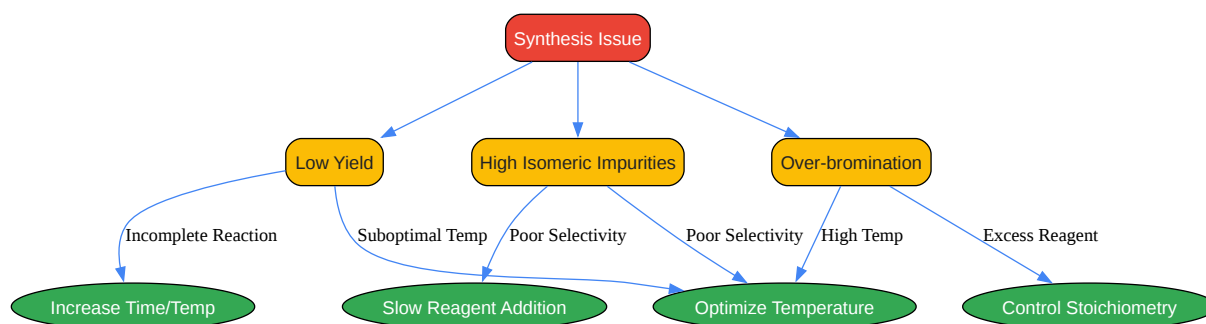 Synthesis Issue
Low Yield
High Isomeric Impurities
Over-bromination
Incomplete Reaction
Suboptimal Temp
Poor Selectivity
Poor Selectivity
High Temp
Excess Reagent
Increase Time/Temp
Slow Reagent Addition
Optimize Temperature
Control Stoichiometry